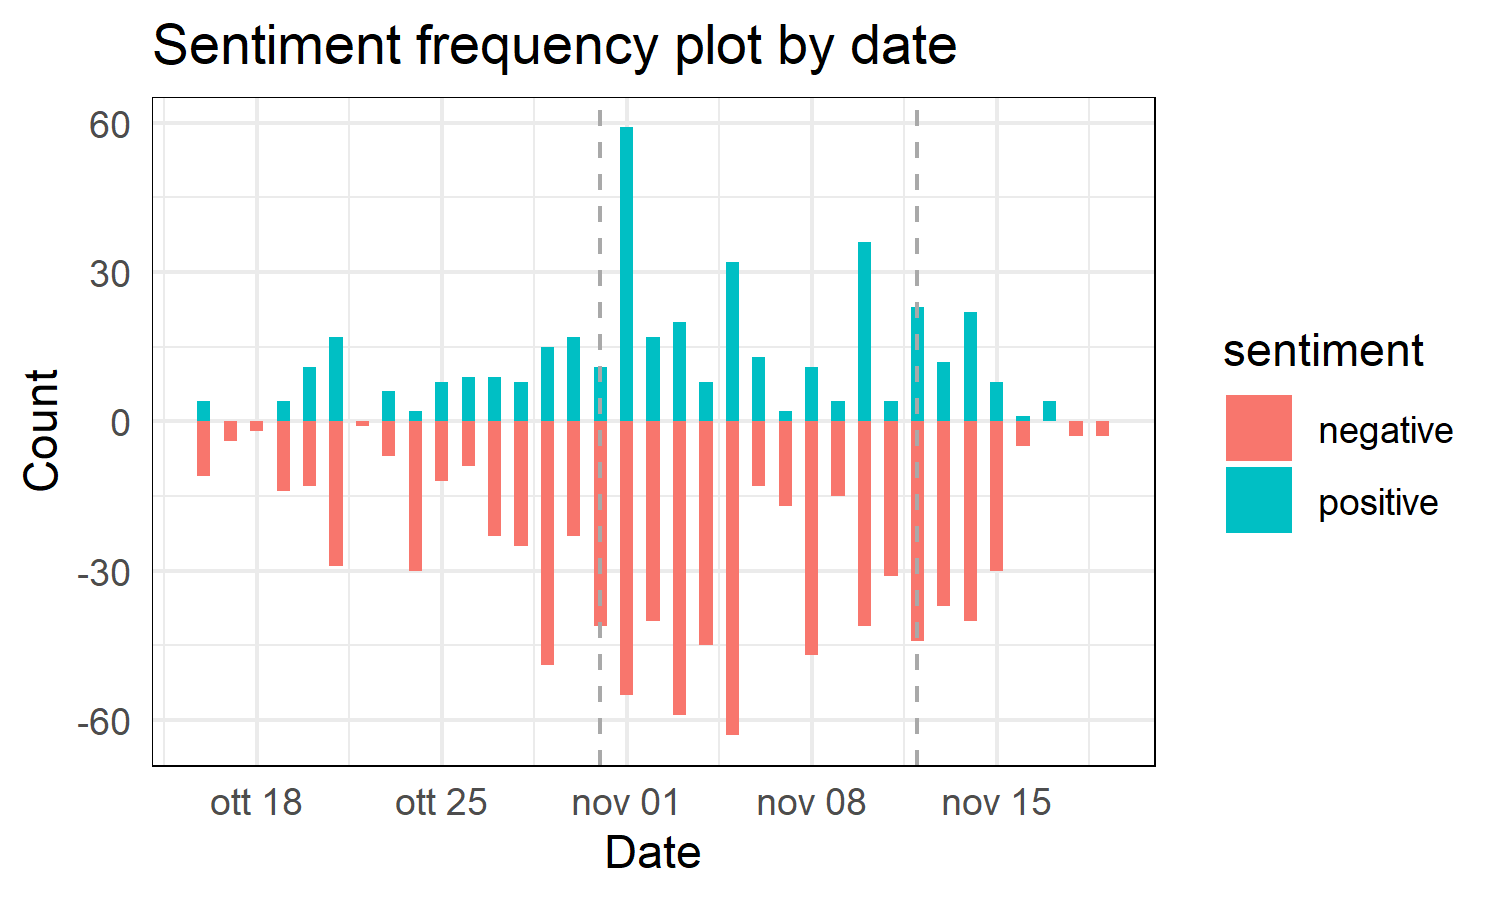 Sentiment frequency plot by date
60
30
0
-30
-60
Count
ott 18
ott 25
nov 01
nov 08
nov 15
Date
sentiment
negative
positive